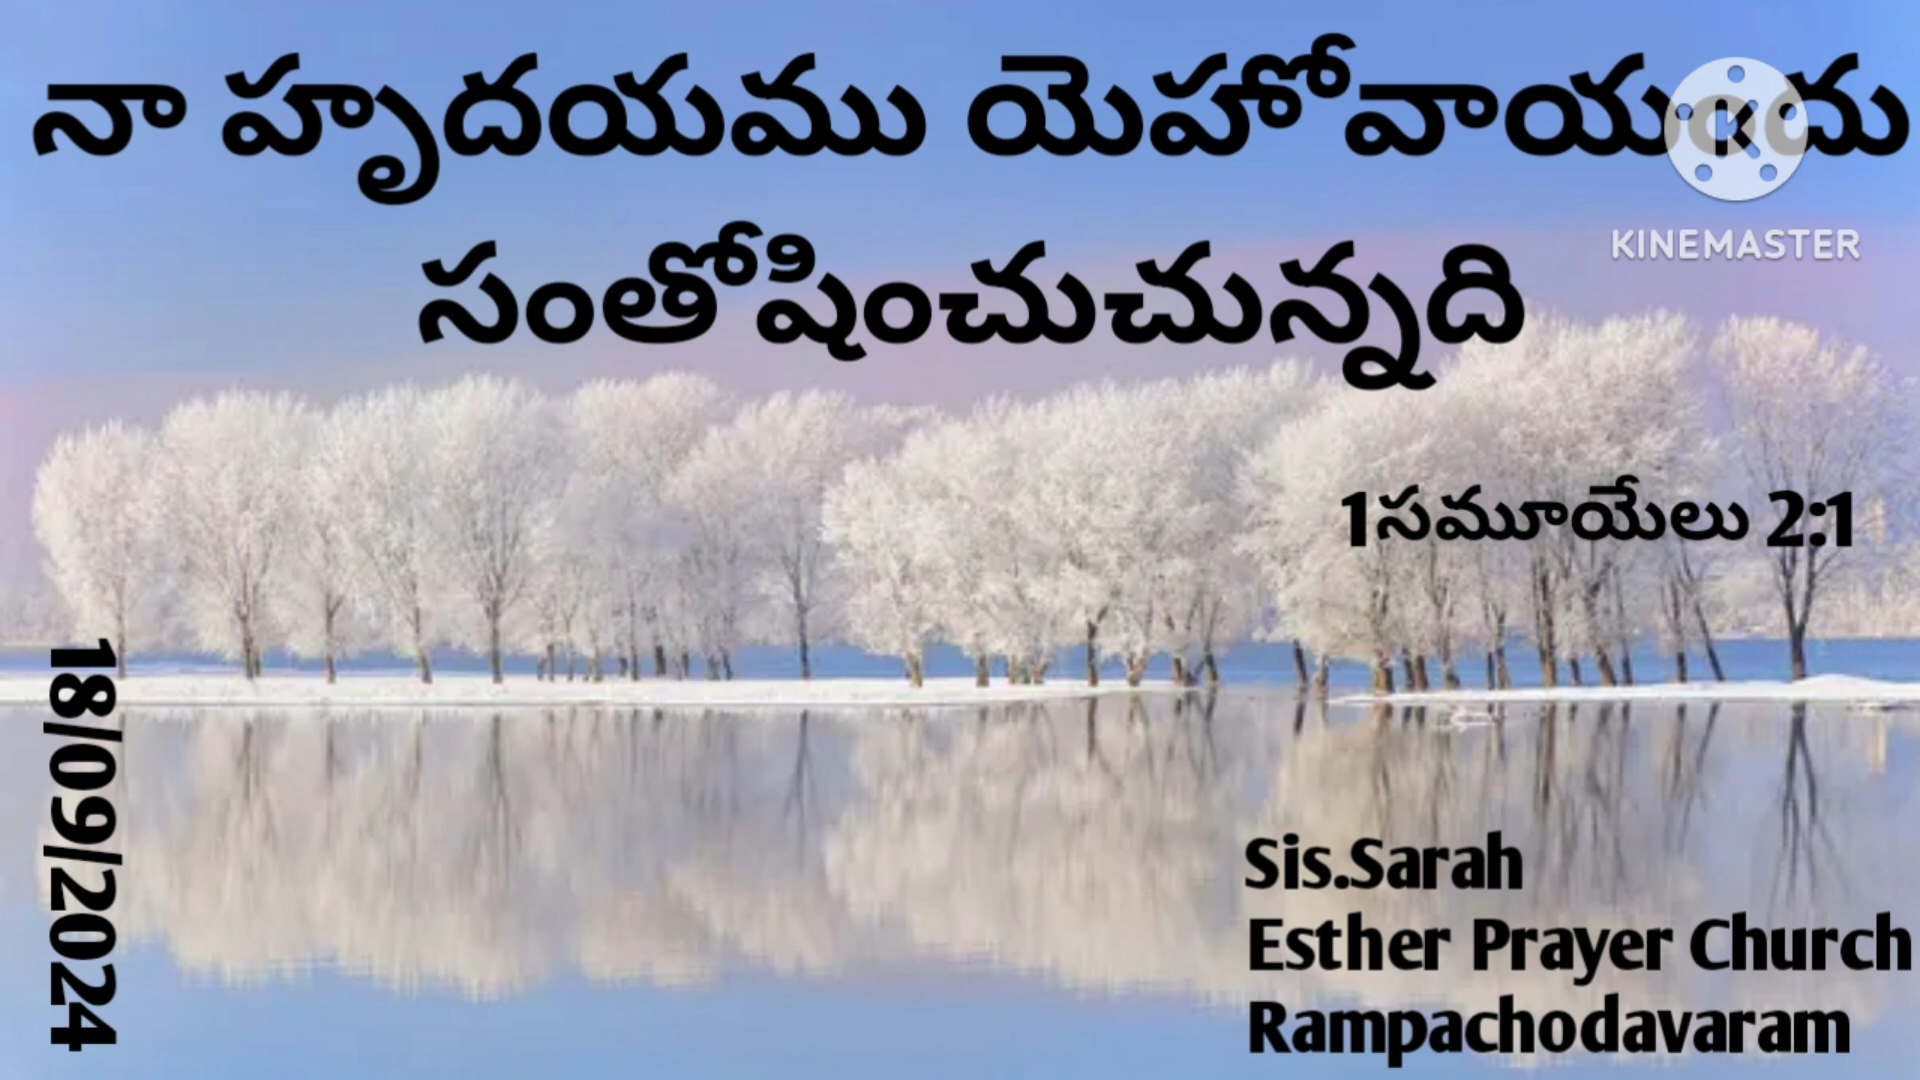 నా హృదయము యెహోవాయందు
KINEMASTER
సంతోషించుచున్నది
1సమూయేలు 2:1
18/09/2024
Sis.Sarah
Esther Prayer Church
Rampachodavaram